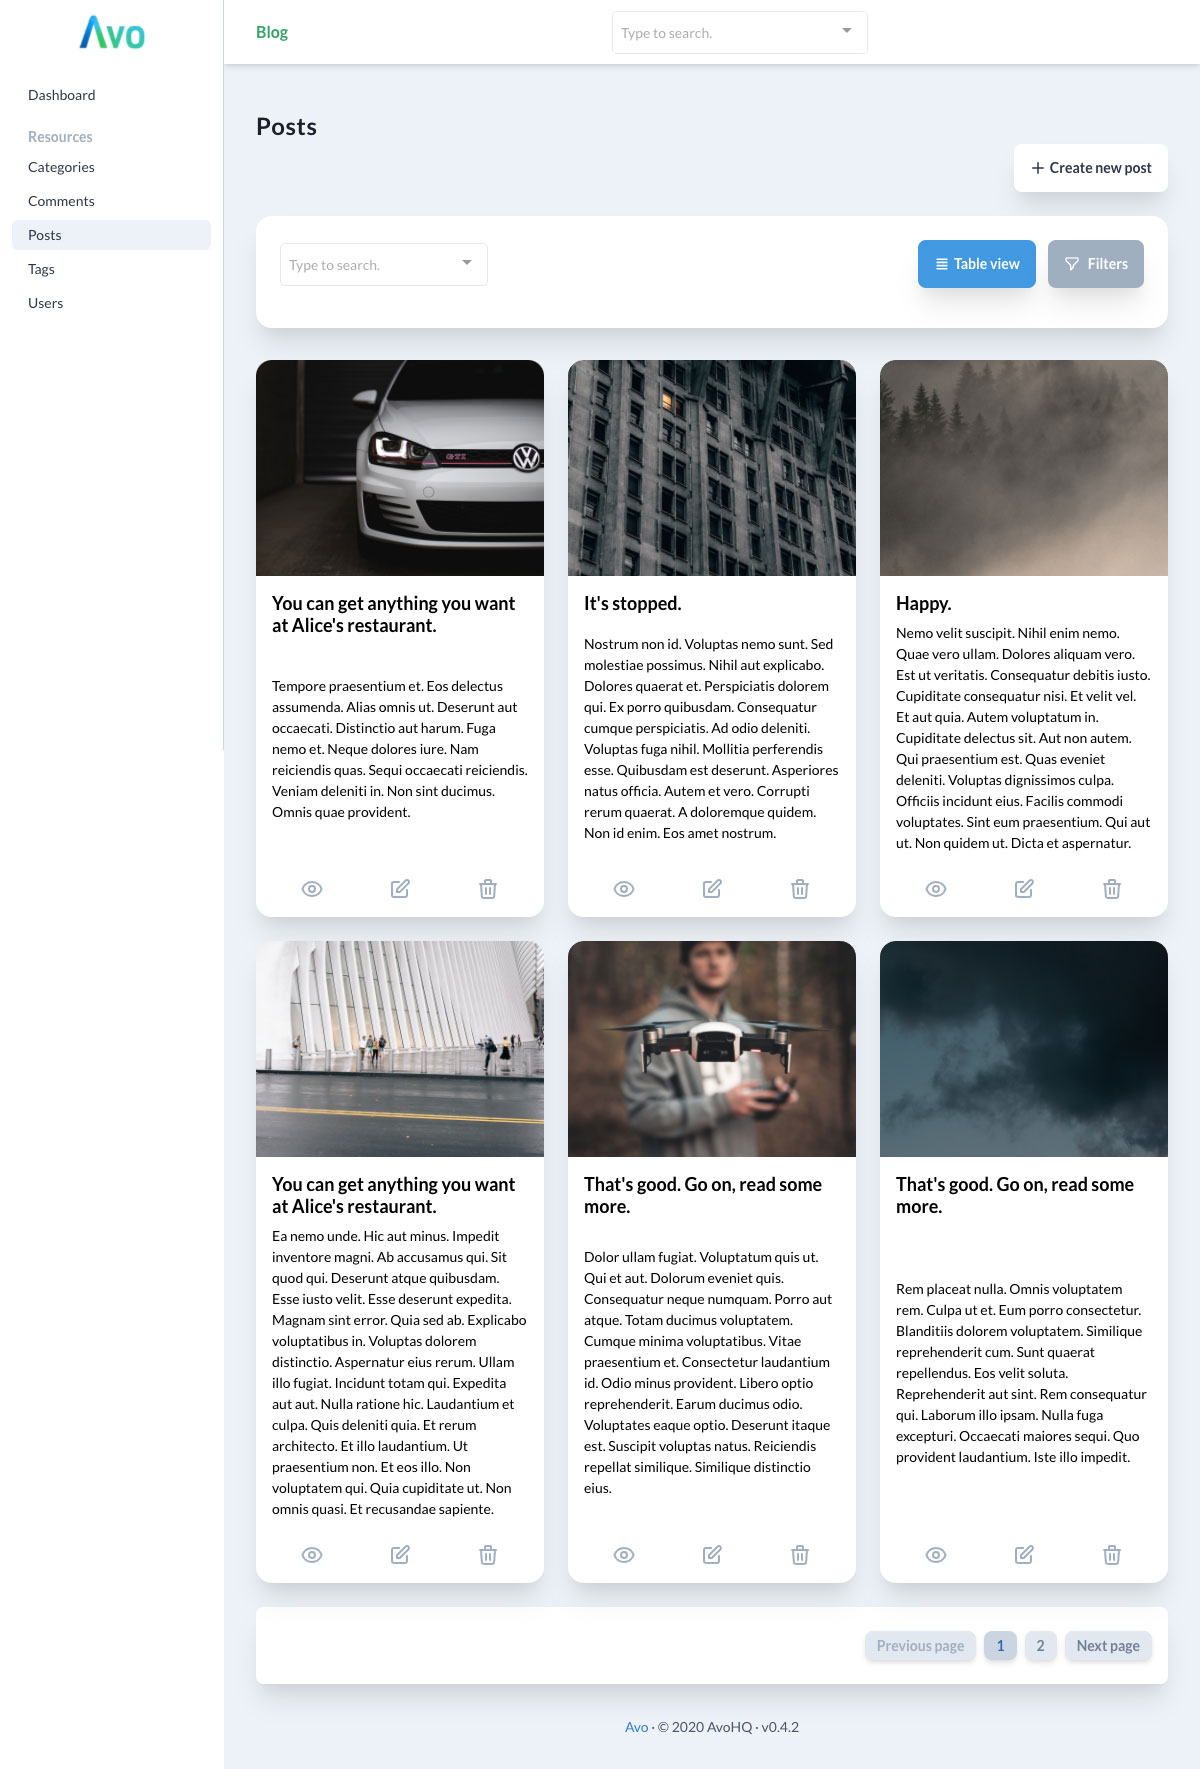 Avo
Blog
Type to search.
Dashboard
Resources
Categories
Comments
Posts
Tags
Users
Posts
Create new post
Type to search.
Table view
Filters
GTI
You can get anything you want
at Alice's restaurant.
Tempore praesentium et. Eos delectus
assumenda. Alias omnis ut. Deserunt aut
occaecati. Distinctio aut harum. Fuga
nemo et. Neque dolores iure. Nam
reiciendis quas. Sequi occaecati reiciendis.
Veniam deleniti in. Non sint ducimus.
Omnis quae provident.
It's stopped.
Nostrum non id. Voluptas nemo sunt. Sed
molestiae possimus. Nihil aut explicabo.
Dolores quaerat et. Perspiciatis dolorem
qui. Ex porro quibusdam. Consequatur
cumque perspiciatis. Ad odio deleniti.
Voluptas fuga nihil. Mollitia perferendis
esse. Quibusdam est deserunt. Asperiores
natus officia. Autem et vero. Corrupti
rerum quaerat. A doloremque quidem.
Non id enim. Eos amet nostrum.
Happy.
Nemo velit suscipit. Nihil enim nemo.
Quae vero ullam. Dolores aliquam vero.
Est ut veritatis. Consequatur debitis iusto.
Cupiditate consequatur nisi. Et velit vel.
Et aut quia. Autem voluptatum in.
Cupiditate delectus sit. Aut non autem.
Qui praesentium est. Quas eveniet
deleniti. Voluptas dignissimos culpa.
Officiis incidunt eius. Facilis commodi
voluptates. Sint eum praesentium. Qui aut
ut. Non quidem ut. Dicta et aspernatur.
You can get anything you want
at Alice's restaurant.
Ea nemo unde. Hic aut minus. Impedit
inventore magni. Ab accusamus qui. Sit
quod qui. Deserunt atque quibusdam.
Esse iusto velit. Esse deserunt expedita.
Magnam sint error. Quia sed ab. Explicabo
voluptatibus in. Voluptas dolorem
distinctio. Aspernatur eius rerum. Ullam
illo fugiat. Incidunt totam qui. Expedita
aut aut. Nulla ratione hic. Laudantium et
culpa. Quis deleniti quia. Et rerum
architecto. Et illo laudantium. Ut
praesentium non. Et eos illo. Non
voluptatem qui. Quia cupiditate ut. Non
omnis quasi. Et recusandae sapiente.
That's good. Go on, read some
more.
Dolor ullam fugiat. Voluptatum quis ut.
Qui et aut. Dolorum eveniet quis.
Consequatur neque numquam. Porro aut
atque. Totam ducimus voluptatem.
Cumque minima voluptatibus. Vitae
praesentium et. Consectetur laudantium
id. Odio minus provident. Libero optio
reprehenderit. Earum ducimus odio.
Voluptates eaque optio. Deserunt itaque
est. Suscipit voluptas natus. Reiciendis
repellat similique. Similique distinctio
eius.
That's good. Go on, read some
more.
Rem placeat nulla. Omnis voluptatem
rem. Culpa ut et. Eum porro consectetur.
Blanditiis dolorem voluptatem. Similique
reprehenderit cum. Sunt quaerat
repellendus. Eos velit soluta.
Reprehenderit aut sint. Rem consequatur
qui. Laborum illo ipsam. Nulla fuga
excepturi. Occaecati maiores sequi. Quo
provident laudantium. Iste illo impedit.
Previous page
1
2
Next page
Avo · © 2020 AvoHQ · v0.4.2